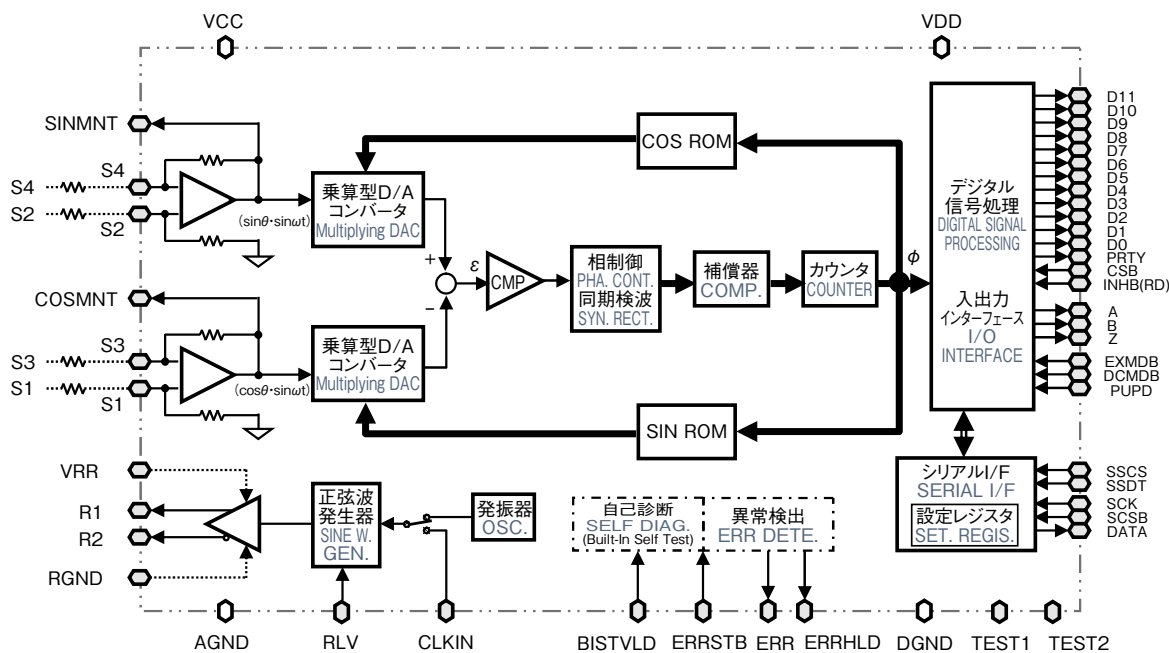 VCC
VDD
SINMNT
S4
S4
S2
S2
(sinθ·sinωt)
乗算型D/A
コンバータ
Multiplying DAC
COS ROM
COSMNT
S3
S3
S1
S1
(cosθ·sinωt)
乗算型D/A
コンバータ
Multiplying DAC
+
−
ε
CMP
相制御
PHA. CONT.
同期検波
SYN. RECT.
補償器
COMP.
カウンタ
COUNTER
φ
SIN ROM
デジタル
信号処理
DIGITAL SIGNAL
PROCESSING
入出力
インターフェース
I/O
INTERFACE
D11
D10
D9
D8
D7
D6
D5
D4
D3
D2
D1
D0
PRTY
CSB
INHB(RD)
A
B
Z
EXMDB
DCMDB
PUPD
VRR
R1
R2
RGND
正弦波
発生器
SINE W.
GEN.
発振器
OSC.
自己診断
SELF DIAG.
(Built-In Self Test)
異常検出
ERR DETE.
シリアルI/F
SERIAL I/F
設定レジスタ
SET. REGIS.
SSCS
SSDT
SCK
SCSB
DATA
AGND
RLV
CLKIN
BISTVLD
ERRSTB
ERR
ERRHLD
DGND
TEST1
TEST2